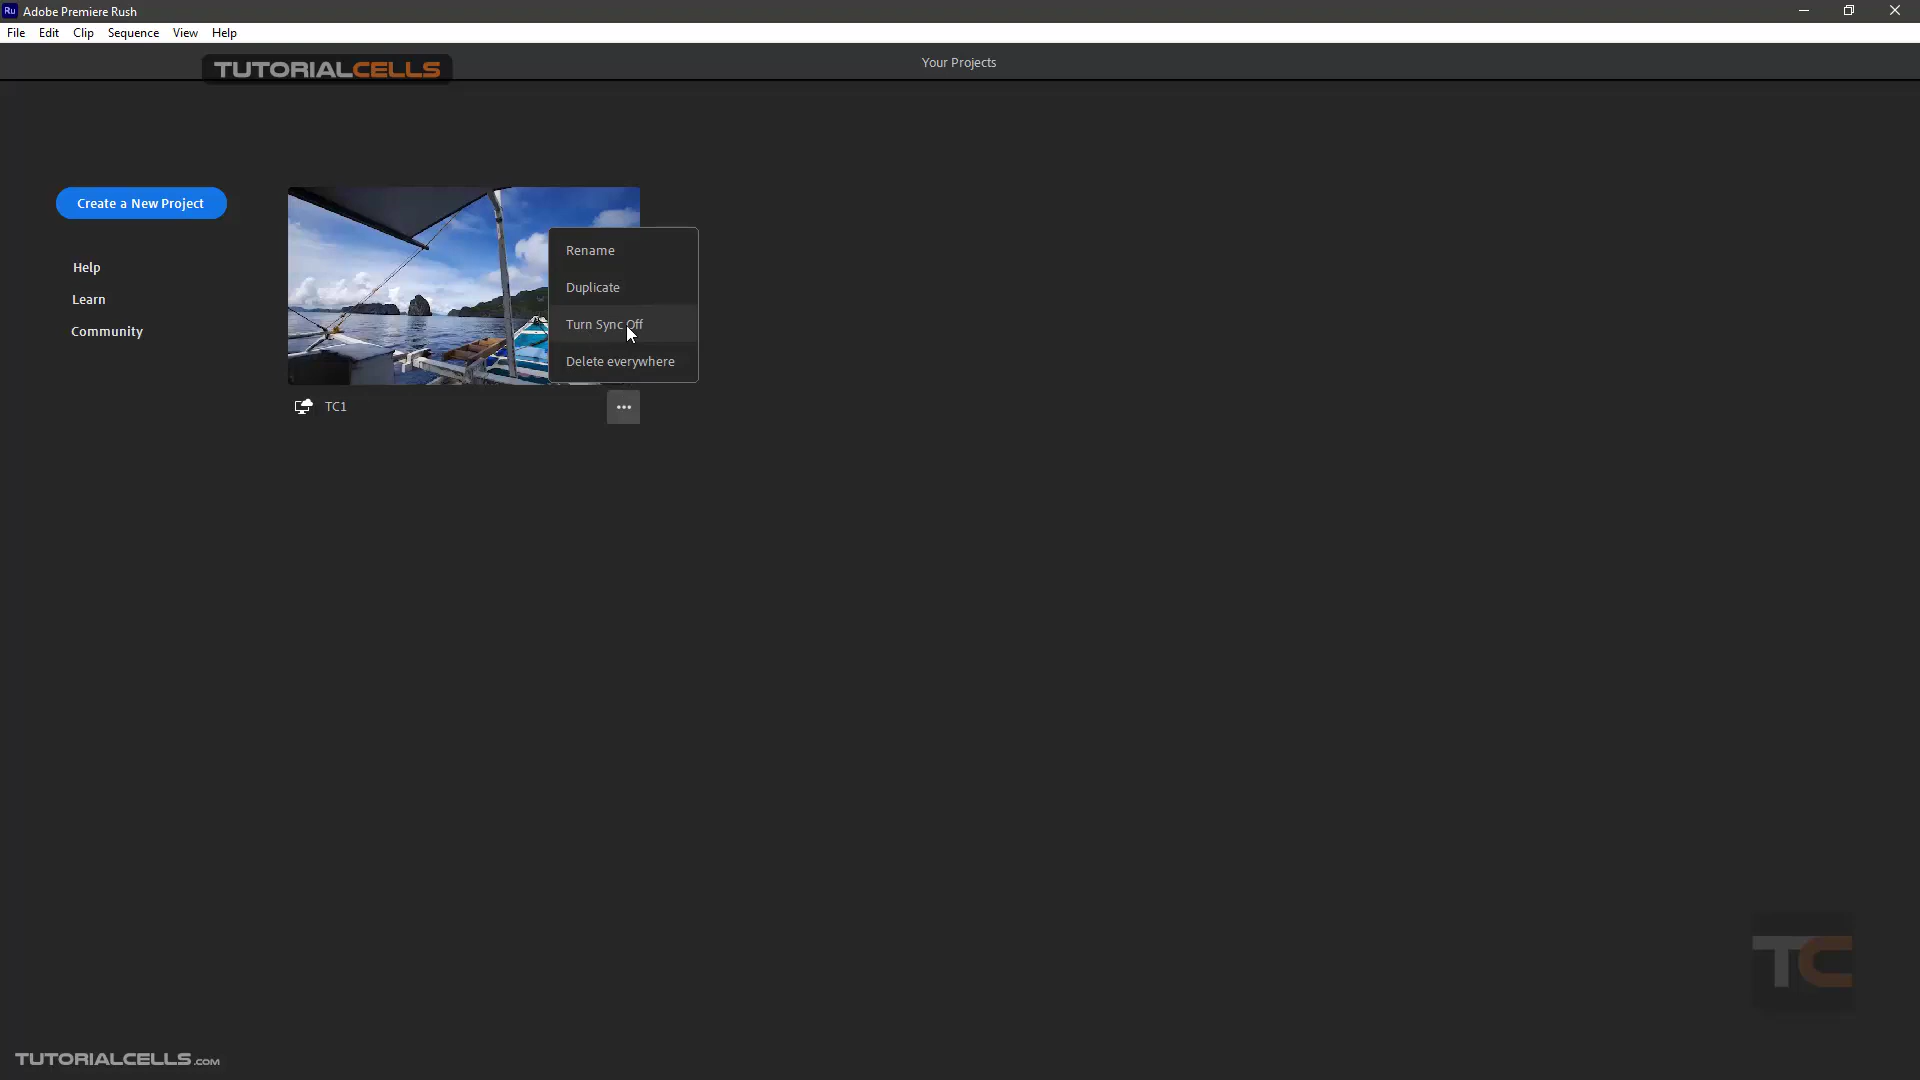 Ru Adobe Premiere Rush
File Edit Clip Sequence View Help
TUTORIALCELLS
Your Projects
Create a New Project
Help
Learn
Community
Rename
Duplicate
Turn Sync Off
Delete everywhere
TC1
TC
TUTORIALCELLS.COM